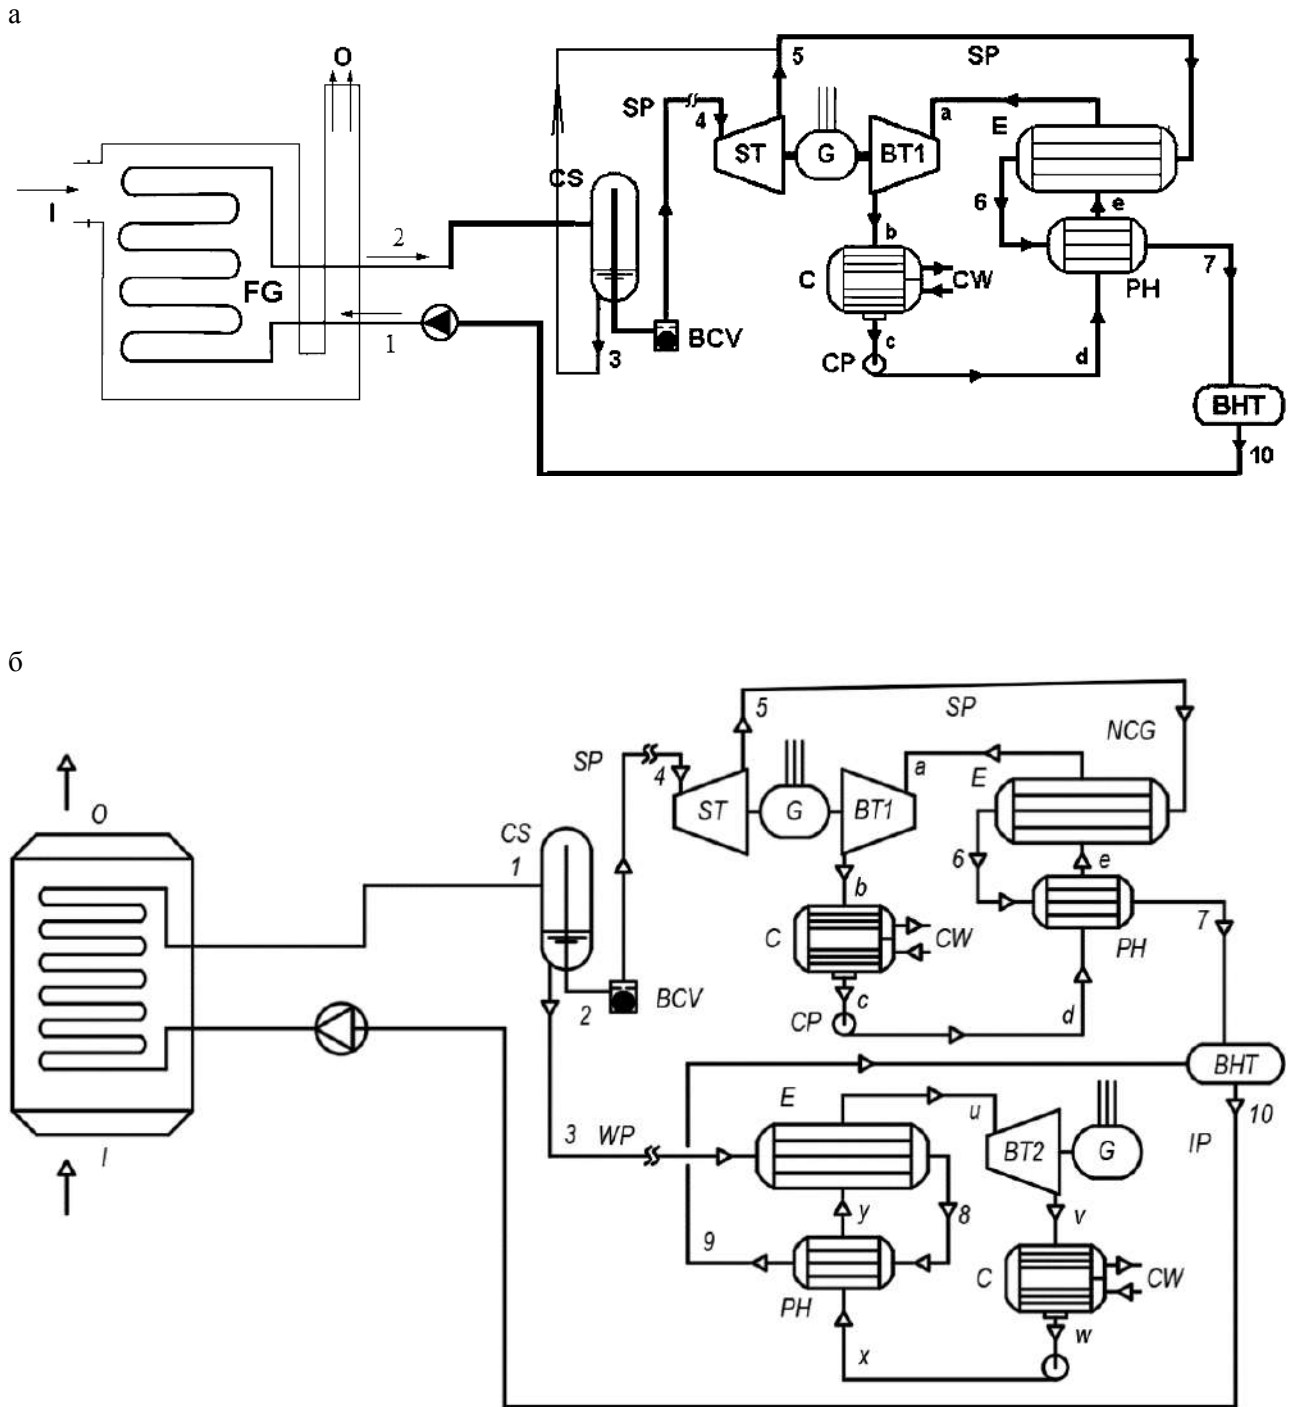 а
O
5
SP
SP
4
a
E
ST
G
BT1
CS
I
2
6
e
b
FG
C
CW
7
PH
1
BCV
3
c
CP
d
BHT
10
б
5
SP
NCG
SP
4
a
E
O
ST
G
BT1
CS
1
6
e
b
7
C
CW
PH
2
BCV
c
CP
d
BHT
E
u
10
3
WP
BT2
G
IP
I
y
8
v
9
C
CW
PH
w
x